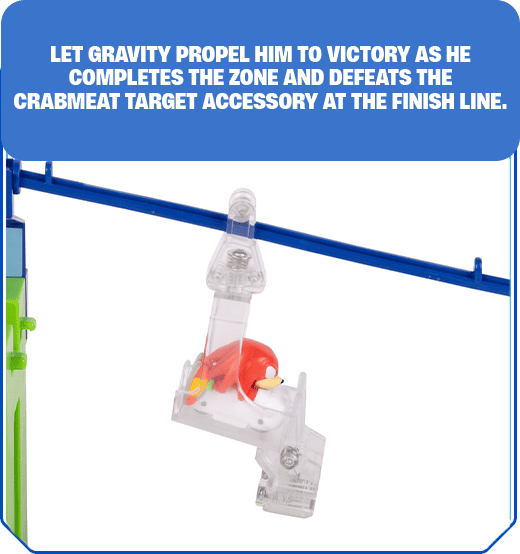 LET GRAVITY PROPEL HIM TO VICTORY AS HE
COMPLETES THE ZONE AND DEFEATS THE
CRABMEAT TARGET ACCESSORY AT THE FINISH LINE.